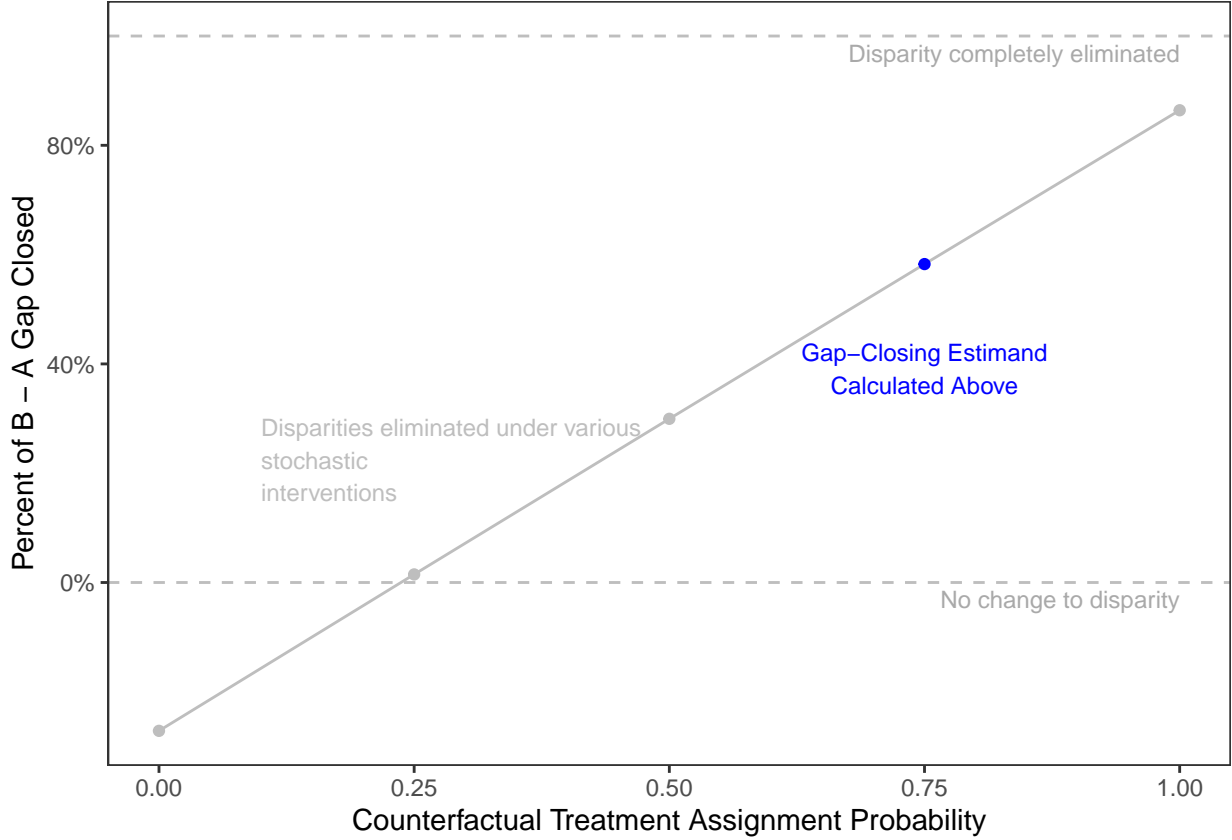 Disparity completely eliminated
80%
Percent of B − A Gap Closed
Gap−Closing Estimand
Calculated Above
40%
Disparities eliminated under various
stochastic
interventions
0%
No change to disparity
0.00
0.25
0.50
0.75
1.00
Counterfactual Treatment Assignment Probability